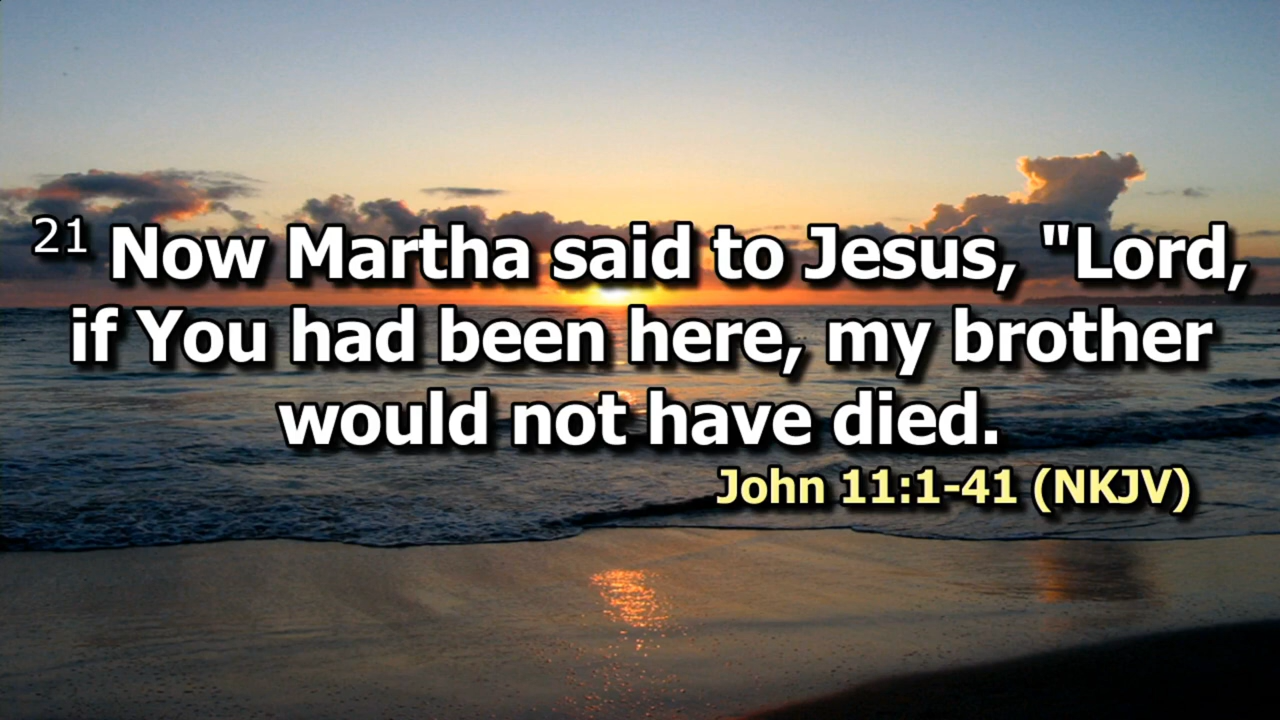 21 Now Martha said to Jesus, "Lord,
if You had been here, my brother
would not have died.
John 11:1-41 (NKJV)